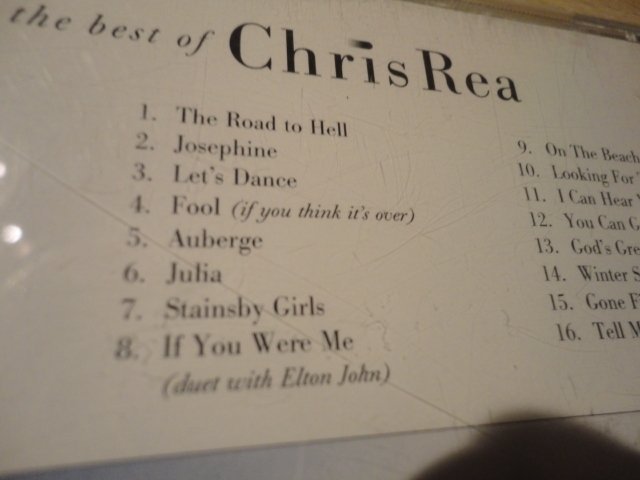 the best of Chris Rea
1. The Road to Hell
2. Josephine
3. Let's Dance
4. Fool (if you think it's over)
5. Auberge
6. Julia
7. Stainsby Girls
8. If You Were Me
(duet with Elton John)
9. On The Beach
10. Looking For
11. I Can Hear
12. You Can
13. God's
14. Winter
15. Gone
16. Tell